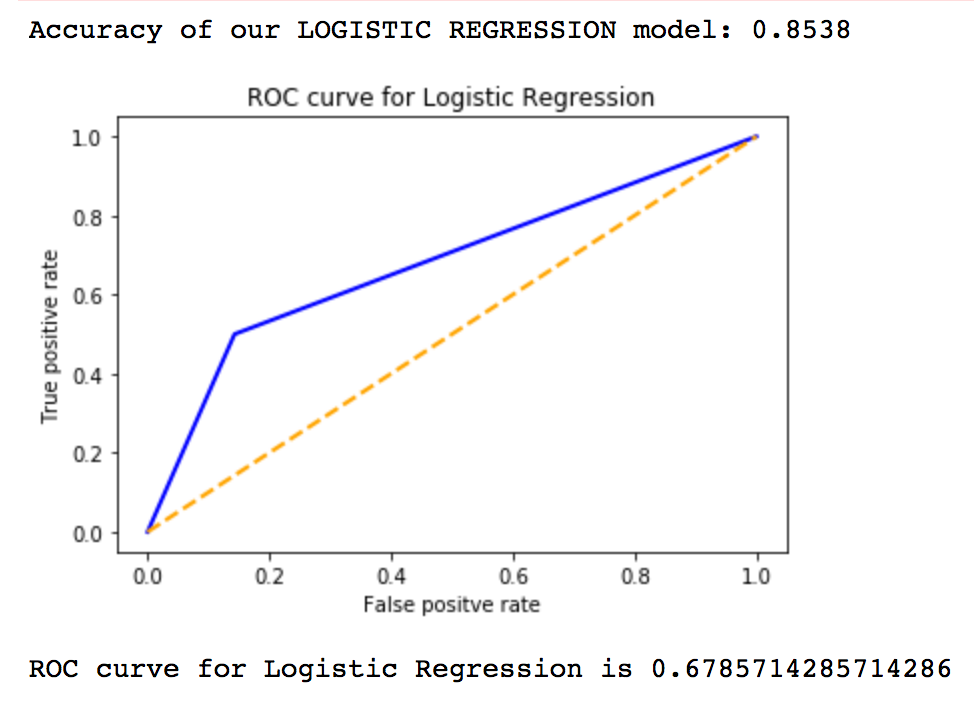 Accuracy of our LOGISTIC REGRESSION model: 0.8538
ROC curve for Logistic Regression
1.0
0.8
0.6
0.4
0.2
0.0
True positive rate
0.0 0.2 0.4 0.6 0.8 1.0
False positve rate
ROC curve for Logistic Regression is 0.6785714285714286